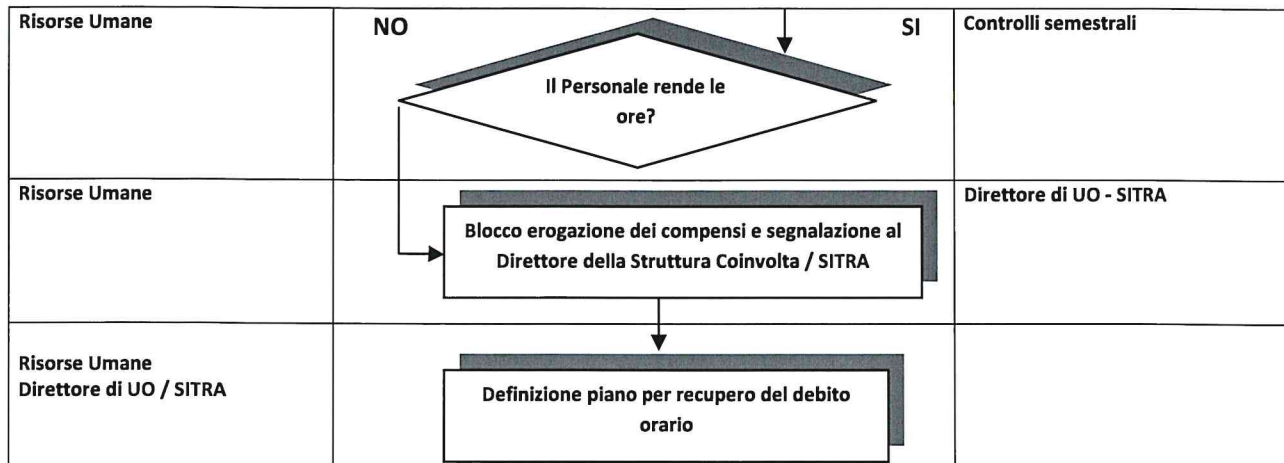 Risorse Umane
NO
SI
Controlli semestrali
Il Personale rende le
ore?
Risorse Umane
Direttore di UO - SITRA
Blocco erogazione dei compensi e segnalazione al
Direttore della Struttura Coinvolta / SITRA
Risorse Umane
Direttore di UO / SITRA
Definizione piano per recupero del debito
orario